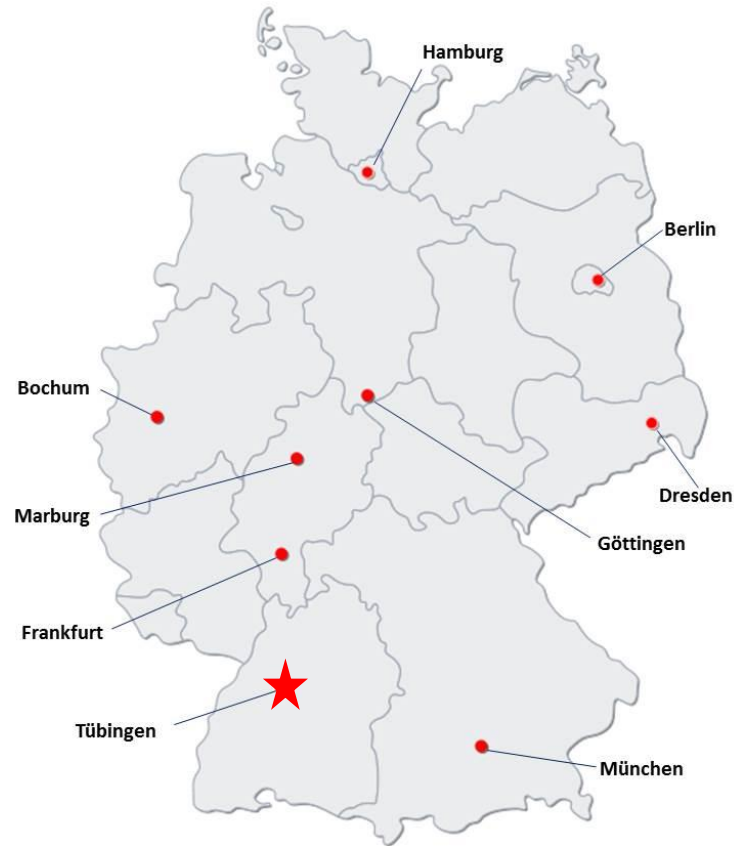 Hamburg
Berlin
Bochum
Dresden
Marburg
Göttingen
Frankfurt
Tübingen
München